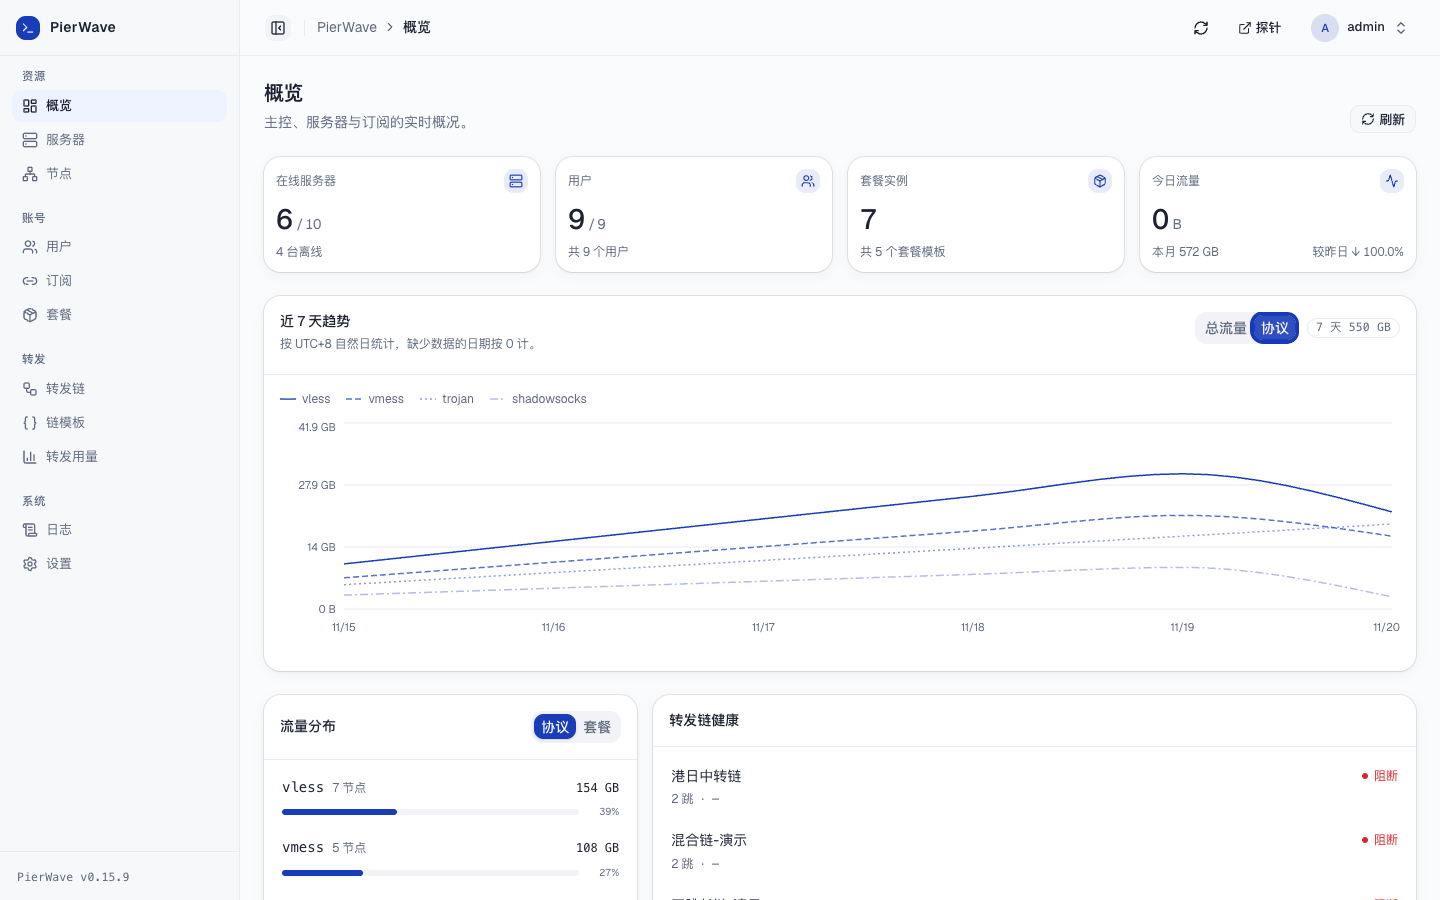 PierWave
资源
概览
服务器
节点
账号
用户
订阅
套餐
转发
转发链
链模板
转发用量
系统
日志
设置
PierWave v0.15.9
PierWave > 概览
探针
A admin
概览
主控、服务器与订阅的实时概况。
刷新
在线服务器
6 / 10
4 台离线
用户
9 / 9
共 9 个用户
套餐实例
7
共 5 个套餐模板
今日流量
0 B
本月 572 GB 较昨日 ↓ 100.0%
近 7 天趋势
按 UTC+8 自然日统计，缺少数据的日期按 0 计。
总流量 协议 7 天 550 GB
vless vmess trojan shadowsocks
41.9 GB
27.9 GB
14 GB
0 B
11/15 11/16 11/17 11/18 11/19 11/20
流量分布
协议 套餐
vless 7 节点 154 GB
39%
vmess 5 节点 108 GB
27%
转发链健康
港日中转链 阻断
2 跳 · —
混合链-演示 阻断
2 跳 · —